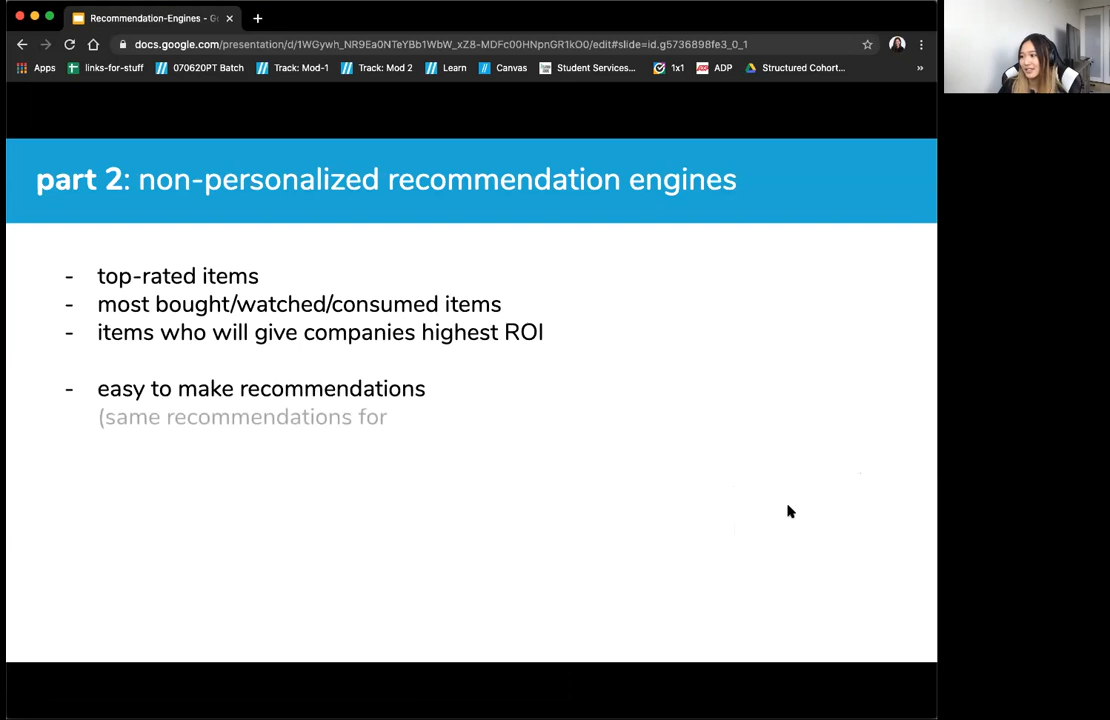 Recommendation-Engines - G
docs.google.com/presentation/d/1WGywh_NR9Ea0NTeYBb1WbW_xZ8-MDFc00HNpnGR1kO0/edit#slide=id.g5736898fe3_0_1
Apps links-for-stuff 070620PT Batch Track: Mod-1 Track: Mod 2 Learn Canvas Student Services... 1x1 ADP Structured Cohort... »
part 2: non-personalized recommendation engines
- top-rated items
- most bought/watched/consumed items
- items who will give companies highest ROI
- easy to make recommendations
(same recommendations for